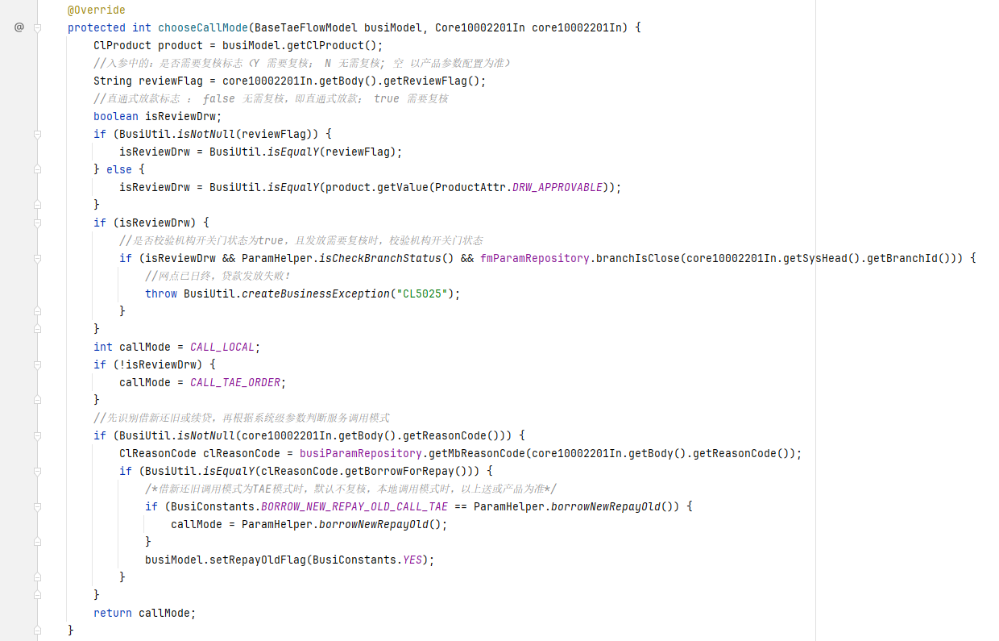 @Override
@ protected int chooseCallMode(BaseTaeFlowModel busiModel, Core10002201In core10002201In) {
ClProduct product = busiModel.getClProduct();
//入参中的：是否需要复核标志（Y 需要复核； N 无需复核；空 以产品参数配置为准）
String reviewFlag = core10002201In.getBody().getReviewFlag();
//直通式放款标志 ： false 无需复核，即直通式放款； true 需要复核
boolean isReviewDrw;
if (BusiUtil.isNotNull(reviewFlag)) {
isReviewDrw = BusiUtil.isEqualY(reviewFlag);
} else {
isReviewDrw = BusiUtil.isEqualY(product.getValue(ProductAttr.DRW_APPROVABLE));
}
if (isReviewDrw) {
//是否校验机构开关门状态为true，且发放需要复核时，校验机构开关门状态
if (isReviewDrw && ParamHelper.isCheckBranchStatus() && fmParamRepository.branchIsClose(core10002201In.getSysHead().getBranchId())) {
//网点已日终，贷款发放失败!
throw BusiUtil.createBusinessException("CL5025");
}
}
int callMode = CALL_LOCAL;
if (!isReviewDrw) {
callMode = CALL_TAE_ORDER;
}
//先识别借新还旧或续贷，再根据系统级参数判断服务调用模式
if (BusiUtil.isNotNull(core10002201In.getBody().getReasonCode())) {
ClReasonCode clReasonCode = busiParamRepository.getMbReasonCode(core10002201In.getBody().getReasonCode());
if (BusiUtil.isEqualY(clReasonCode.getBorrowForRepay())) {
/*借新还旧调用模式为TAE模式时，默认不复核，本地调用模式时，以上送或产品为准*/
if (BusiConstants.BORROW_NEW_REPAY_OLD_CALL_TAE == ParamHelper.borrowNewRepayOld()) {
callMode = ParamHelper.borrowNewRepayOld();
}
busiModel.setRepayOldFlag(BusiConstants.YES);
}
}
return callMode;
}